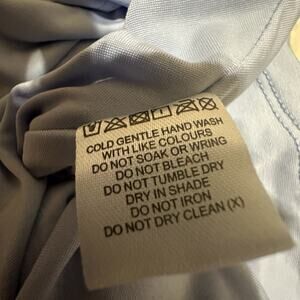 COLD GENTLE HAND WASH
WITH LIKE COLOURS
DO NOT SOAK OR WRING
DO NOT BLEACH
DO NOT TUMBLE DRY
DRY IN SHADE
DO NOT IRON
DO NOT DRY CLEAN (X)